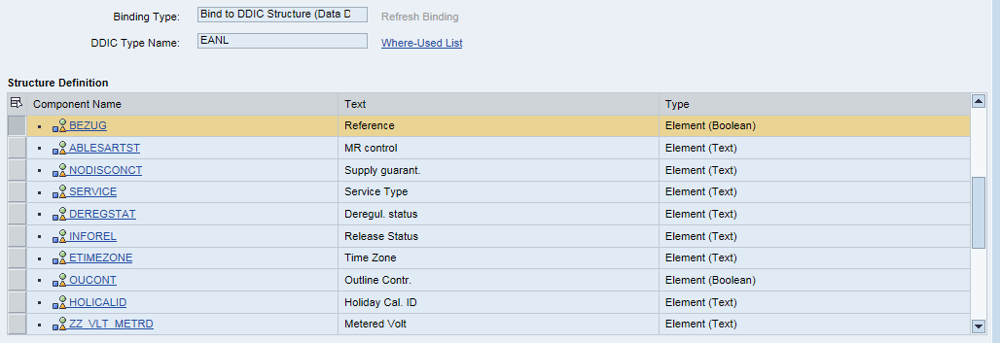 Binding Type: Bind to DDIC Structure (Data D Refresh Binding
DDIC Type Name: EANL Where-Used List
Structure Definition
Component Name Text Type
BEZUG Reference Element (Boolean)
ABLESARTST MR control Element (Text)
NODISCONCT Supply guarant. Element (Text)
SERVICE Service Type Element (Text)
DEREGSTAT Deregul. status Element (Text)
INFOREL Release Status Element (Text)
ETIMEZONE Time Zone Element (Text)
OUCONT Outline Contr. Element (Boolean)
HOLICALID Holiday Cal. ID Element (Text)
ZZ_VLT_METRD Metered Volt Element (Text)